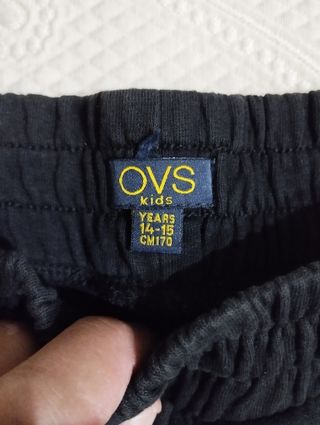 OVS
kids
YEARS
14-15
CM170